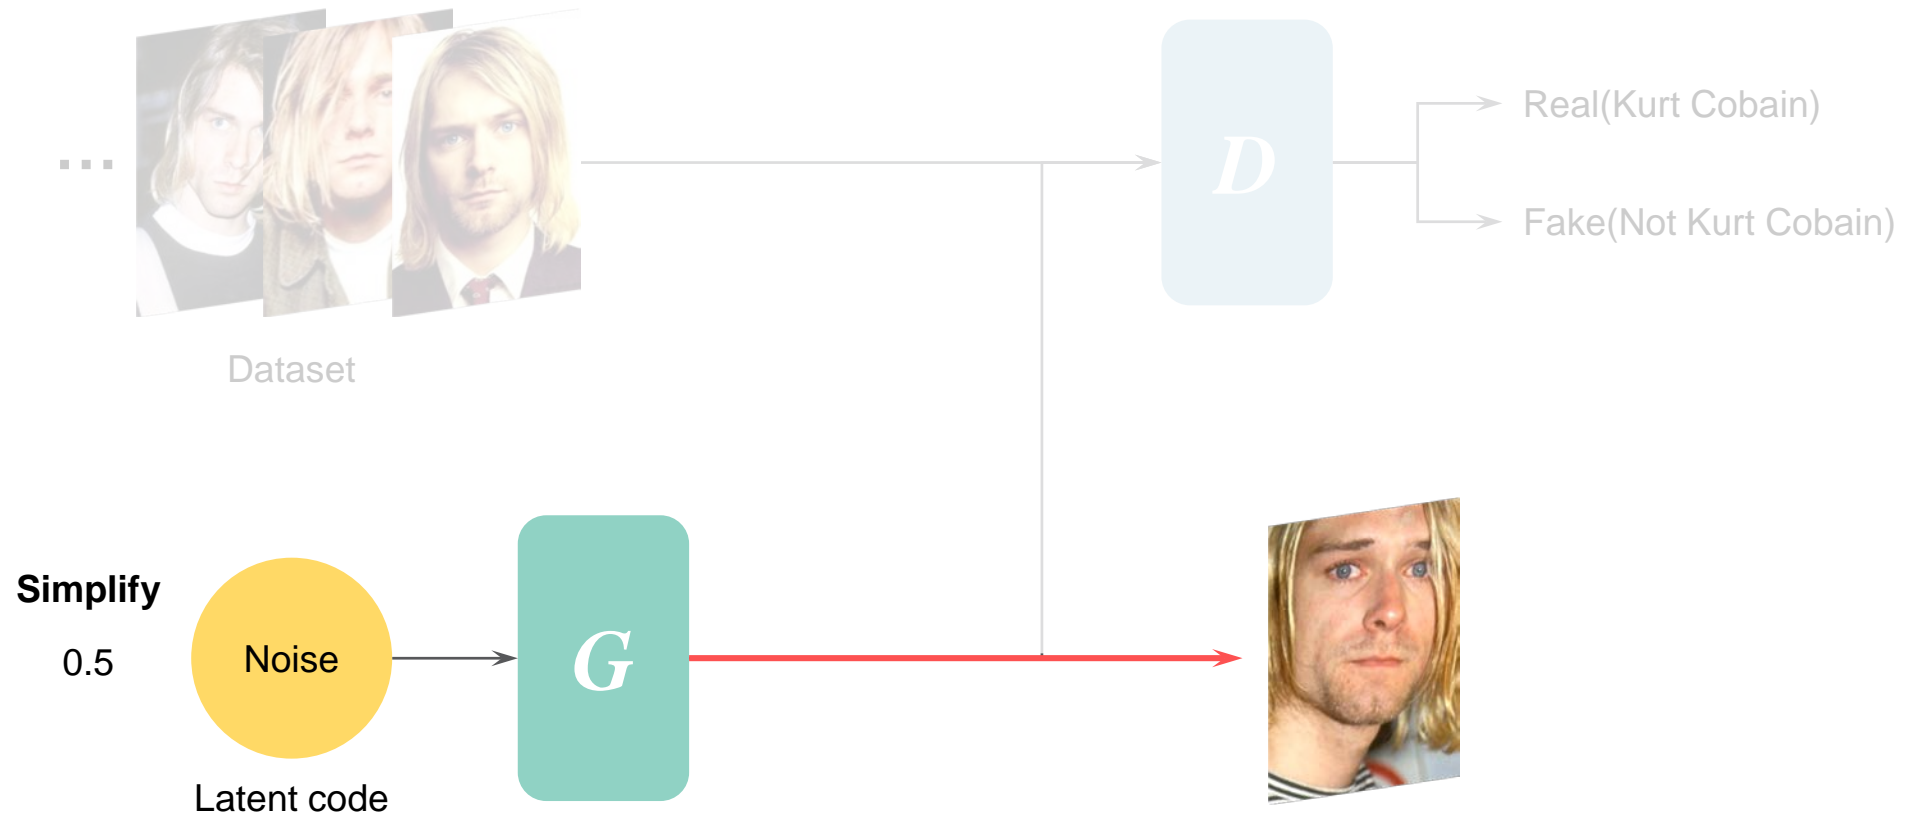 Real(Kurt Cobain)
...
D
Fake(Not Kurt Cobain)
Dataset
Simplify
0.5
Noise
G
Latent code